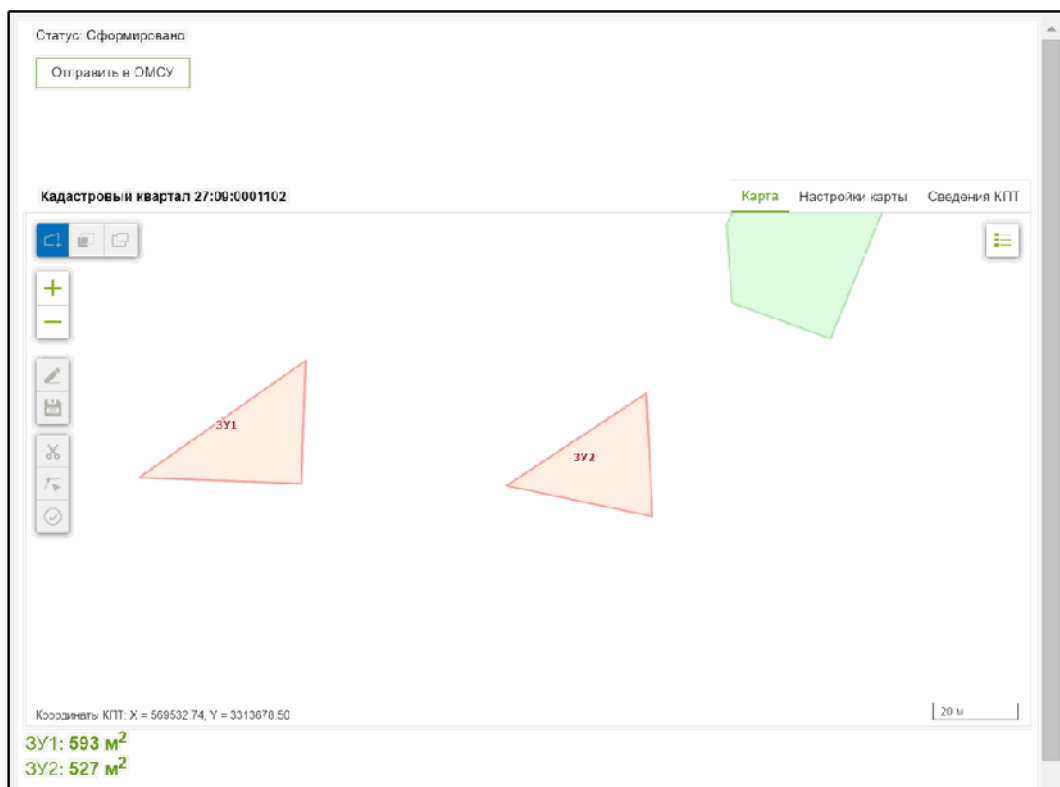 Статус: Сформировано
Отправить в ОМСУ
Кадастровый квартал 27:09:0001102
Карта Настройки карты Сведения КПТ
ЗУ1
ЗУ2
Координаты КПТ: X = 569532.74, Y = 3313678.50
20 м
ЗУ1: 593 м²
ЗУ2: 527 м²